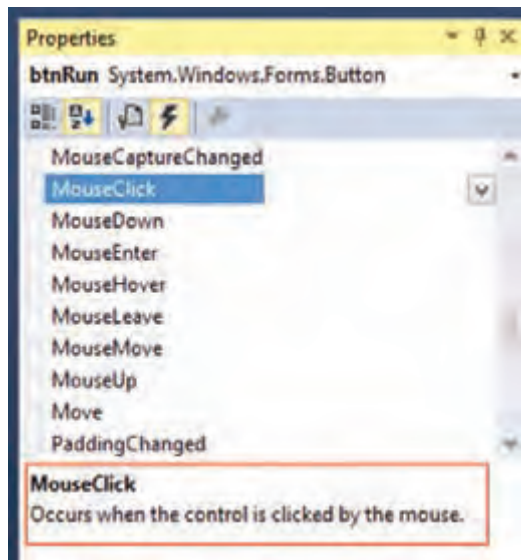 Properties
btnRun System.Windows.Forms.Button
MouseCaptureChanged
MouseClick
MouseDown
MouseEnter
MouseHover
MouseLeave
MouseMove
MouseUp
Move
PaddingChanged
MouseClick
Occurs when the control is clicked by the mouse.